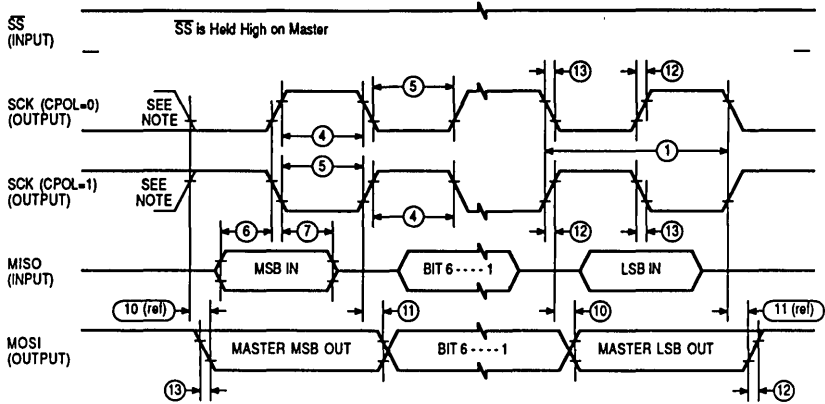 SS
(INPUT)
SS is Held High on Master
13
12
5
SCK (CPOL=0)
(OUTPUT)
SEE
NOTE
4
1
5
SCK (CPOL=1)
(OUTPUT)
SEE
NOTE
4
12
13
6
7
MISO
(INPUT)
MSB IN
BIT 6 - - - - 1
LSB IN
10 (ref)
11
10
11 (ref)
MOSI
(OUTPUT)
MASTER MSB OUT
BIT 6 - - - - 1
MASTER LSB OUT
13
12